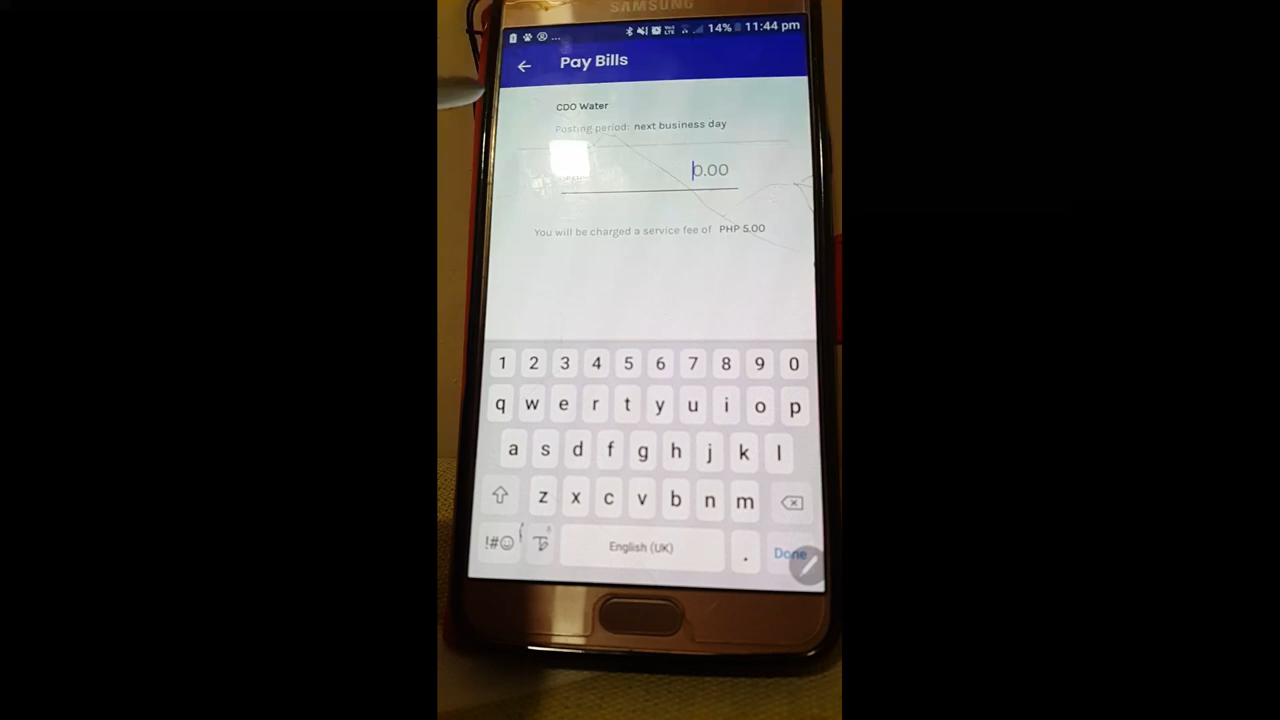 SAMSUNG
... 14% 11:44 pm
Pay Bills
CDO Water
Posting period: next business day
0.00
You will be charged a service fee of PHP 5.00
1 2 3 4 5 6 7 8 9 0
q w e r t y u i o p
a s d f g h j k l
z x c v b n m
!#☺ English (UK) . Done